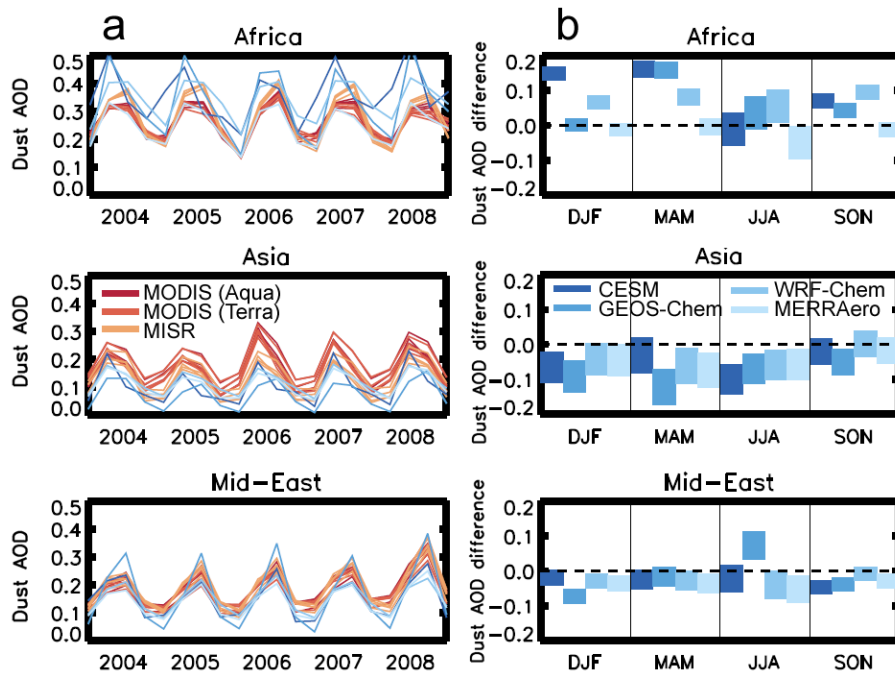 a
Africa
Dust AOD
0.5
0.4
0.3
0.2
0.1
0.0
2004 2005 2006 2007 2008
b
Africa
Dust AOD difference
0.2
0.1
0.0
−0.1
−0.2
DJF MAM JJA SON
Asia
Dust AOD
0.5
0.4
0.3
0.2
0.1
0.0
MODIS (Aqua)
MODIS (Terra)
MISR
2004 2005 2006 2007 2008
Asia
Dust AOD difference
0.2
0.1
0.0
−0.1
−0.2
CESM WRF-Chem
GEOS-Chem MERRAero
DJF MAM JJA SON
Mid−East
Dust AOD
0.5
0.4
0.3
0.2
0.1
0.0
2004 2005 2006 2007 2008
Mid−East
Dust AOD difference
0.2
0.1
0.0
−0.1
−0.2
DJF MAM JJA SON